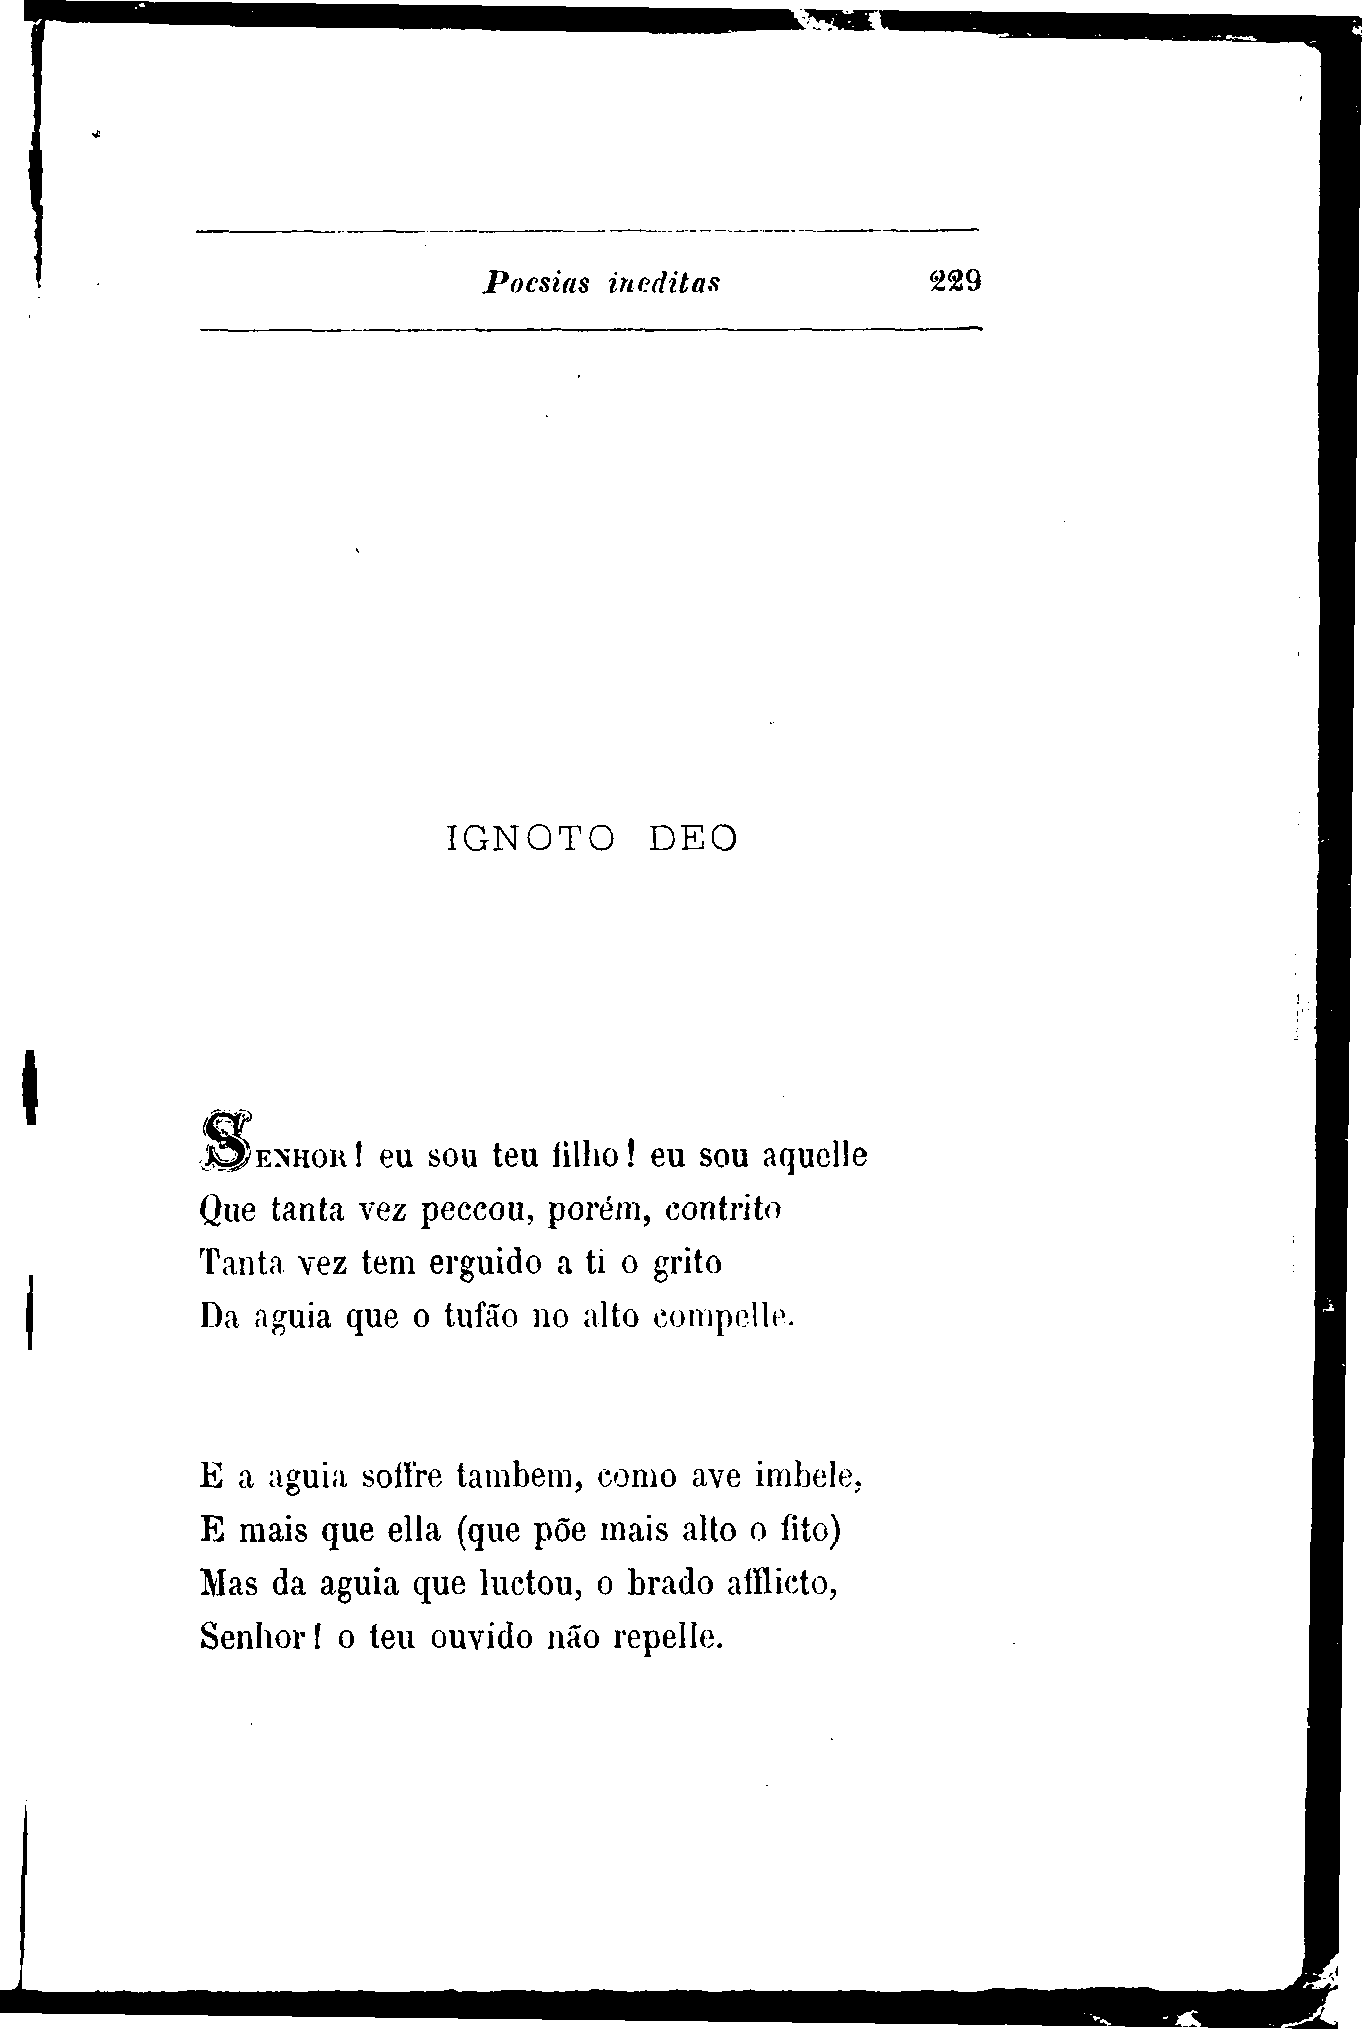 Poesias ineditas 229
IGNOTO DEO
SENHOR! eu sou teu filho! eu sou aquelle
Que tanta vez peccou, porém, contrito
Tanta vez tem erguido a ti o grito
Da aguia que o tufão no alto compelle.
E a aguia soffre tambem, como ave imbele,
E mais que ella (que põe mais alto o fito)
Mas da aguia que luctou, o brado afflicto,
Senhor! o teu ouvido não repelle.